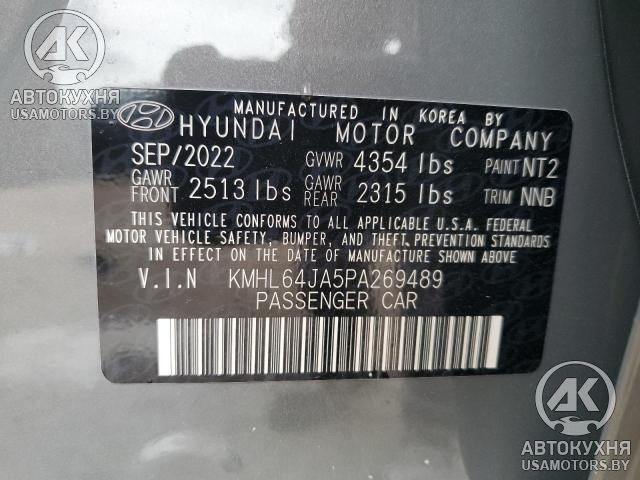 АК
АВТОКУХНЯ
USAMOTORS.BY
MANUFACTURED IN KOREA BY
HYUNDAI MOTOR COMPANY
SEP/2022 GVWR 4354 lbs PAINT NT2
GAWR FRONT 2513 lbs GAWR REAR 2315 lbs TRIM NNB
THIS VEHICLE CONFORMS TO ALL APPLICABLE U.S.A. FEDERAL
MOTOR VEHICLE SAFETY, BUMPER, AND THEFT PREVENTION STANDARDS
IN EFFECT ON THE DATE OF MANUFACTURE SHOWN ABOVE.
V.I.N KMHL64JA5PA269489
PASSENGER CAR
АК
АВТОКУХНЯ
USAMOTORS.BY